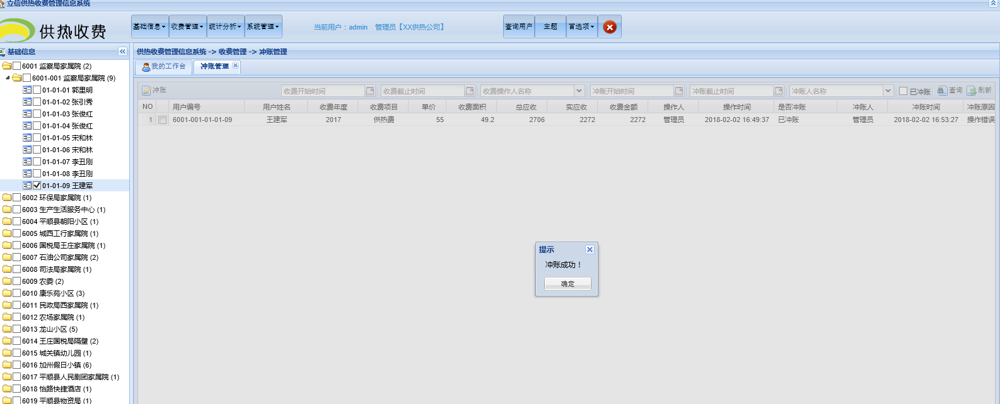 立信供热收费管理信息系统
供热收费
基础信息 收费管理 统计分析 系统管理
当前用户：admin 管理员【XX供热公司】
查询用户 主题 首选项
基础信息
供热收费管理信息系统 -> 收费管理 -> 冲账管理
我的工作台 冲账管理
6001 监察局家属院 (2)
6001-001 监察局家属院 (9)
01-01-01 郭里明
01-01-02 张引秀
01-01-03 张俊红
01-01-04 张俊红
01-01-05 宋和林
01-01-06 宋和林
01-01-07 李丑刚
01-01-08 李丑刚
01-01-09 王建军
6002 环保局家属院 (1)
6003 生产生活服务中心 (1)
6004 平顺县朝阳小区 (1)
6005 城西工行家属院 (1)
6006 国税局王庄家属院 (1)
6007 石油公司家属院 (2)
6008 司法局家属院 (1)
6009 农委 (2)
6010 康乐苑小区 (3)
6011 民政局西家属院 (1)
6012 农场家属院 (1)
6013 龙山小区 (5)
6014 王庄国税局隔壁 (2)
6015 城关镇幼儿园 (1)
6016 加州假日小镇 (6)
6017 平顺县人民剧团家属院 (1)
6018 怡路快捷酒店 (1)
6019 平顺县物资局 (1)
冲账 收费开始时间 收费截止时间 收费操作人名称 冲账开始时间 冲账截止时间 冲账人名称 已冲账 查询 刷新
NO 用户编号 用户姓名 收费年度 收费项目 单价 收费面积 总应收 实应收 收费金额 操作人 操作时间 是否冲账 冲账人 冲账时间 冲账原因
1 6001-001-01-01-09 王建军 2017 供热费 55 49.2 2706 2272 2272 管理员 2018-02-02 16:49:37 已冲账 管理员 2018-02-02 16:53:27 操作错误
提示
冲账成功！
确定